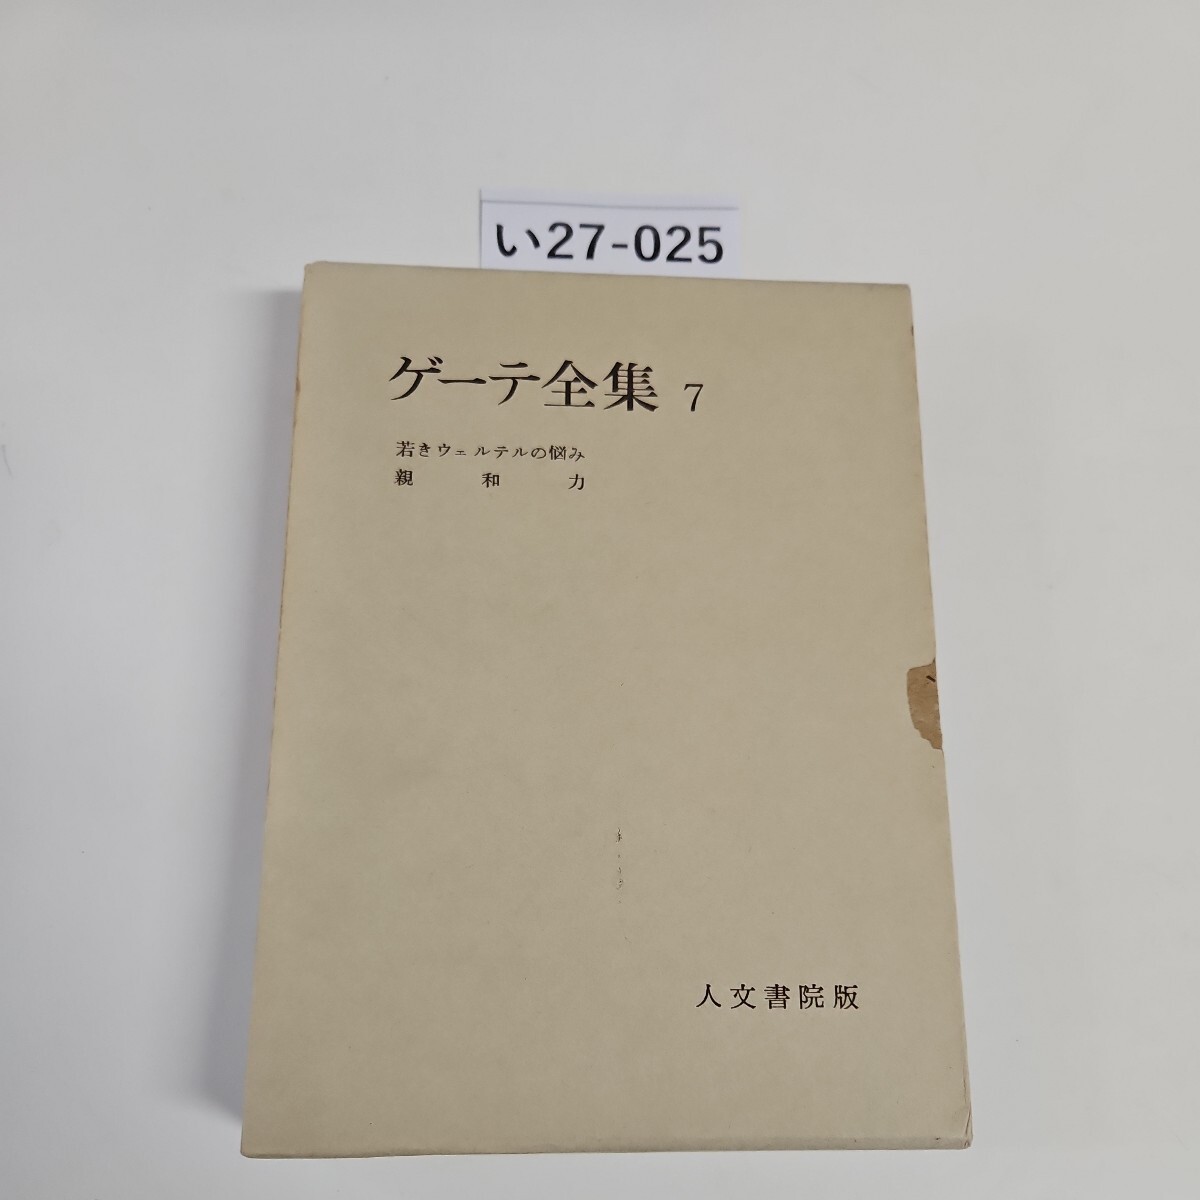 い27-025
ゲーテ全集 7
若きウェルテルの悩み
親和力
人文書院版